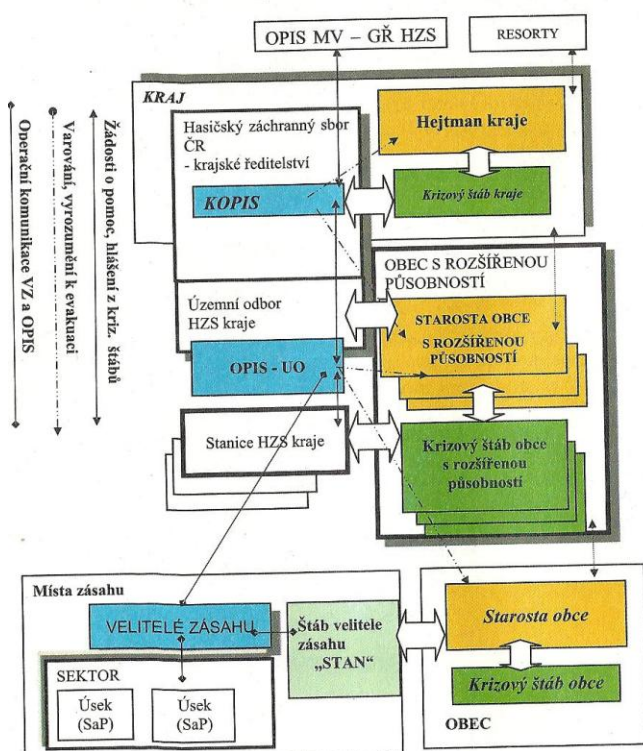 OPIS MV – GŘ HZS
RESORTY
KRAJ
Hasičský záchranný sbor
ČR
- krajské ředitelství
KOPIS
Hejtman kraje
Krizový štáb kraje
Operační komunikace VZ a OPIS
Varování, vyrozumění k evakuaci
Žádosti o pomoc, hlášení z kriz. štábů
Územní odbor
HZS kraje
OPIS - UO
Stanice HZS kraje
OBEC S ROZŠÍŘENOU
PŮSOBNOSTÍ
STAROSTA OBCE
S ROZŠÍŘENOU
PŮSOBNOSTÍ
Krizový štáb obce
s rozšířenou
působností
Místa zásahu
VELITELÉ ZÁSAHU
Štáb velitele
zásahu
„STAN“
SEKTOR
Úsek
(SaP)
Úsek
(SaP)
Starosta obce
Krizový štáb obce
OBEC